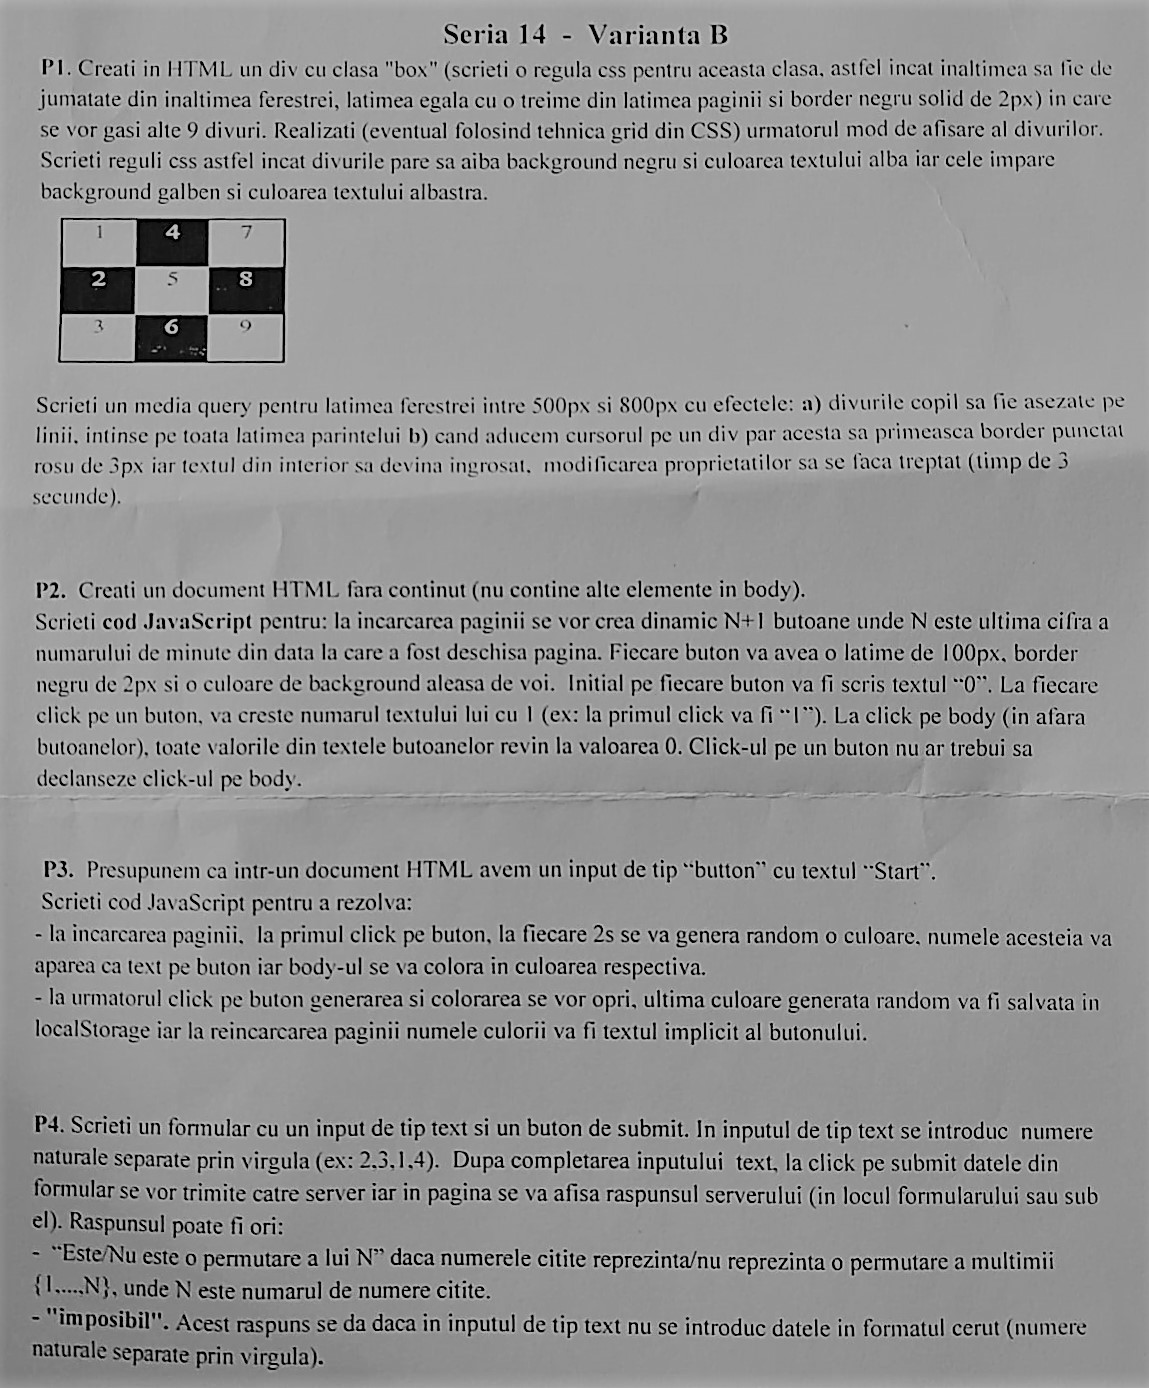 Seria 14 - Varianta B
P1. Creati in HTML un div cu clasa "box" (scrieti o regula css pentru aceasta clasa, astfel incat inaltimea sa fie de
jumatate din inaltimea ferestrei, latimea egala cu o treime din latimea paginii si border negru solid de 2px) in care
se vor gasi alte 9 divuri. Realizati (eventual folosind tehnica grid din CSS) urmatorul mod de afisare al divurilor.
Scrieti reguli css astfel incat divurile pare sa aiba background negru si culoarea textului alba iar cele impare
background galben si culoarea textului albastra.
1 4 7
2 5 8
3 6 9
Scrieti un media query pentru latimea ferestrei intre 500px si 800px cu efectele: a) divurile copil sa fie asezate pe
linii, intinse pe toata latimea parintelui b) cand aducem cursorul pe un div par acesta sa primeasca border punctat
rosu de 3px iar textul din interior sa devina ingrosat, modificarea proprietatilor sa se faca treptat (timp de 3
secunde).
P2. Creati un document HTML fara continut (nu contine alte elemente in body).
Scrieti cod JavaScript pentru: la incarcarea paginii se vor crea dinamic N+1 butoane unde N este ultima cifra a
numarului de minute din data la care a fost deschisa pagina. Fiecare buton va avea o latime de 100px, border
negru de 2px si o culoare de background aleasa de voi. Initial pe fiecare buton va fi scris textul "0". La fiecare
click pe un buton, va creste numarul textului lui cu 1 (ex: la primul click va fi "1"). La click pe body (in afara
butoanelor), toate valorile din textele butoanelor revin la valoarea 0. Click-ul pe un buton nu ar trebui sa
declanseze click-ul pe body.
P3. Presupunem ca intr-un document HTML avem un input de tip "button" cu textul "Start".
Scrieti cod JavaScript pentru a rezolva:
- la incarcarea paginii, la primul click pe buton, la fiecare 2s se va genera random o culoare, numele acesteia va
aparea ca text pe buton iar body-ul se va colora in culoarea respectiva.
- la urmatorul click pe buton generarea si colorarea se vor opri, ultima culoare generata random va fi salvata in
localStorage iar la reincarcarea paginii numele culorii va fi textul implicit al butonului.
P4. Scrieti un formular cu un input de tip text si un buton de submit. In inputul de tip text se introduc numere
naturale separate prin virgula (ex: 2,3,1,4). Dupa completarea inputului text, la click pe submit datele din
formular se vor trimite catre server iar in pagina se va afisa raspunsul serverului (in locul formularului sau sub
el). Raspunsul poate fi ori:
- "Este/Nu este o permutare a lui N" daca numerele citite reprezinta/nu reprezinta o permutare a multimii
{1,...,N}, unde N este numarul de numere citite.
- "imposibil". Acest raspuns se da daca in inputul de tip text nu se introduc datele in formatul cerut (numere
naturale separate prin virgula).